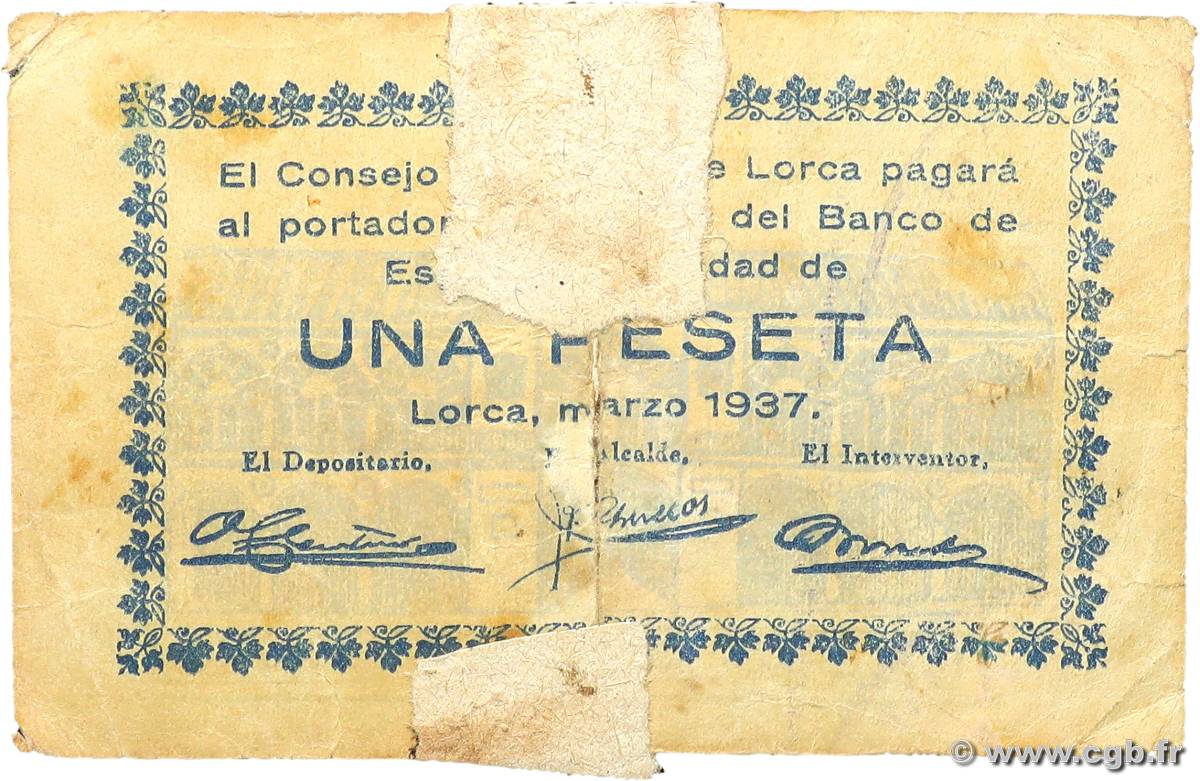 El Consejo e Lorca pagará
al portador del Banco de
Es dad de
UNA PESETA
Lorca, marzo 1937.
El Depositario, Alcalde, El Interventor,
© www.cgb.fr